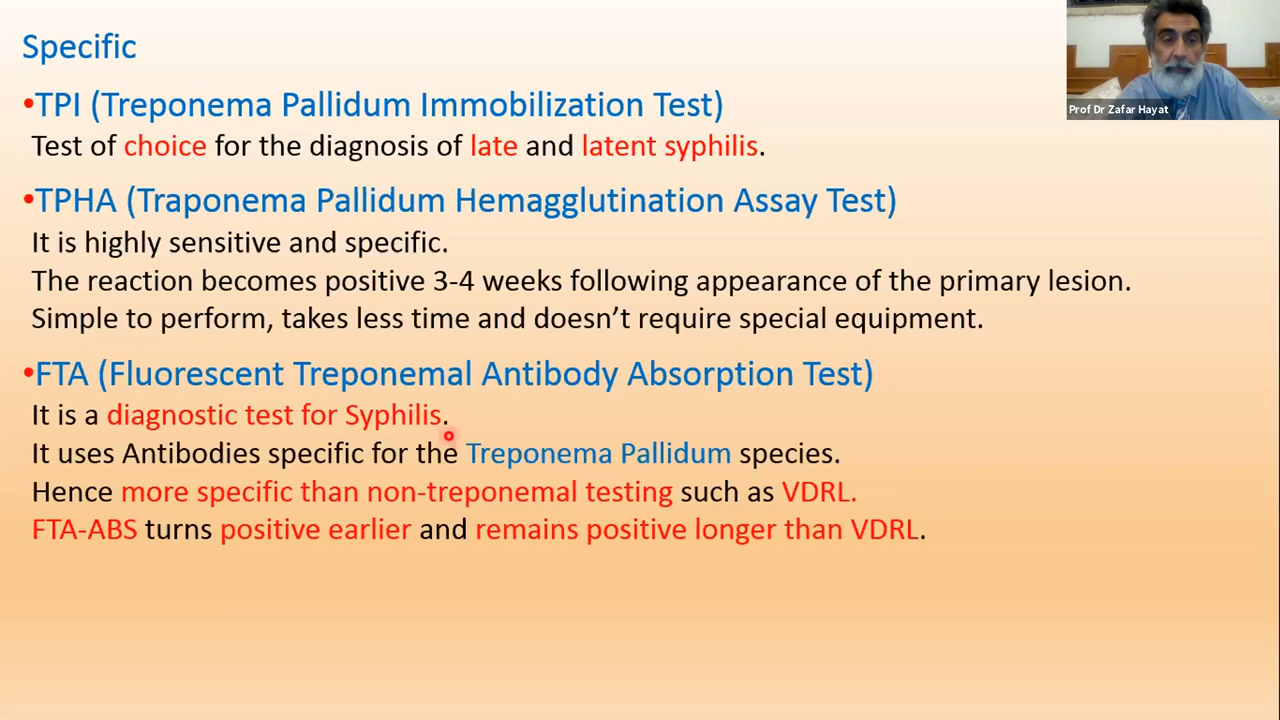 Specific
•TPI (Treponema Pallidum Immobilization Test)
Test of choice for the diagnosis of late and latent syphilis.
•TPHA (Traponema Pallidum Hemagglutination Assay Test)
It is highly sensitive and specific.
The reaction becomes positive 3-4 weeks following appearance of the primary lesion.
Simple to perform, takes less time and doesn’t require special equipment.
•FTA (Fluorescent Treponemal Antibody Absorption Test)
It is a diagnostic test for Syphilis.
It uses Antibodies specific for the Treponema Pallidum species.
Hence more specific than non-treponemal testing such as VDRL.
FTA-ABS turns positive earlier and remains positive longer than VDRL.
Prof Dr Zafar Hayat